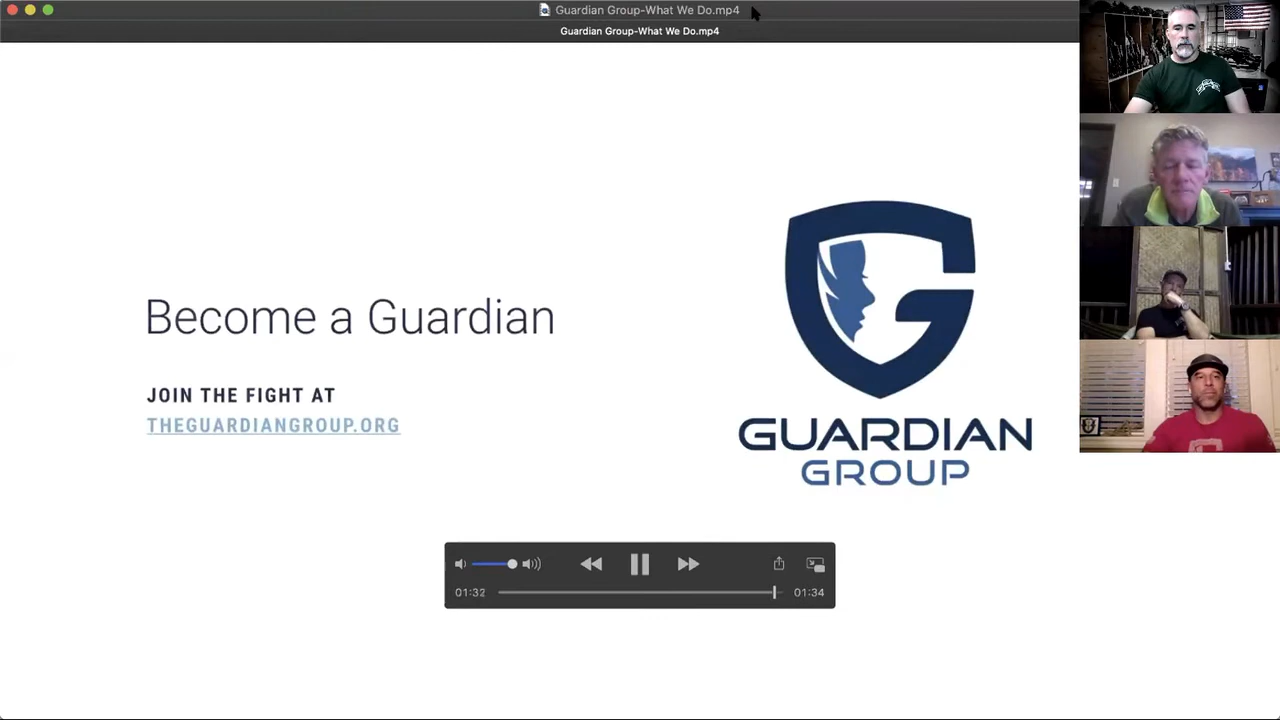 Guardian Group-What We Do.mp4
Guardian Group-What We Do.mp4
Become a Guardian
JOIN THE FIGHT AT
THEGUARDIANGROUP.ORG
GUARDIAN
GROUP
01:32
01:34